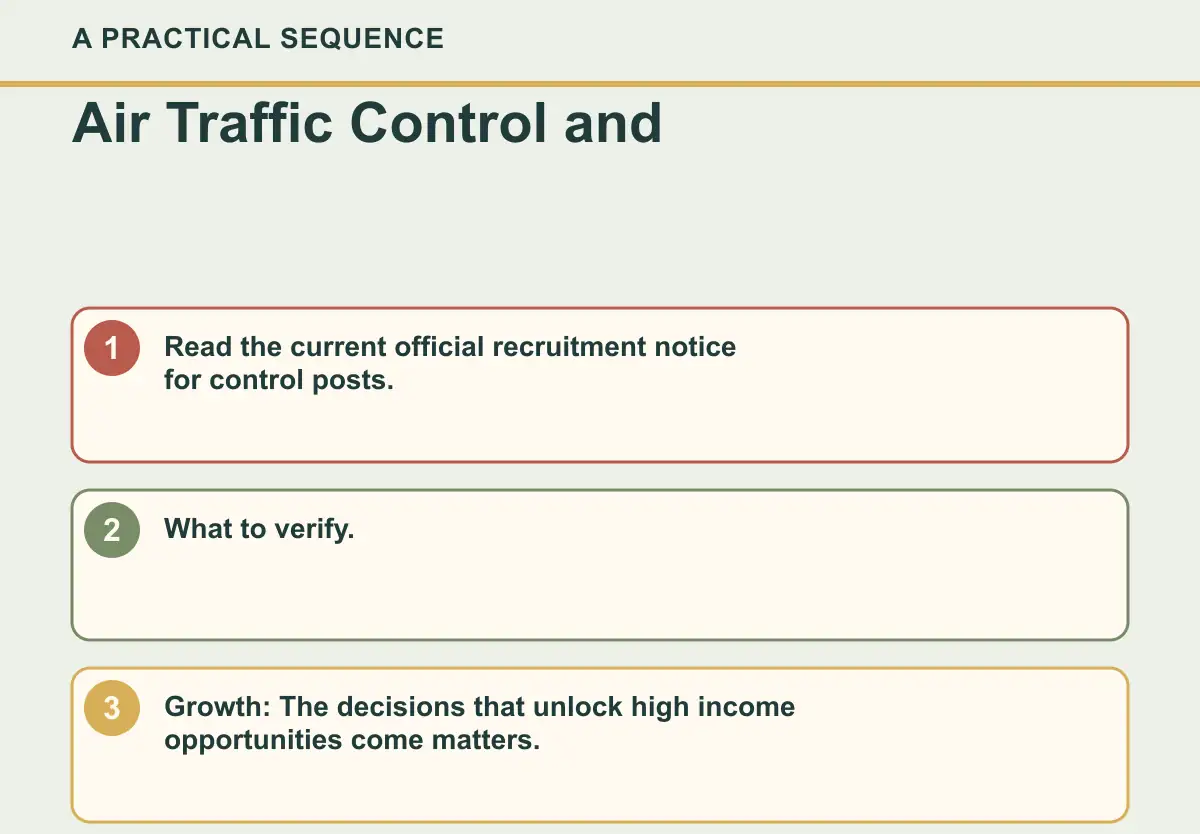 A PRACTICAL SEQUENCE
Air Traffic Control and
1
Read the current official recruitment notice
for control posts.
2
What to verify.
3
Growth: The decisions that unlock high income
opportunities come matters.